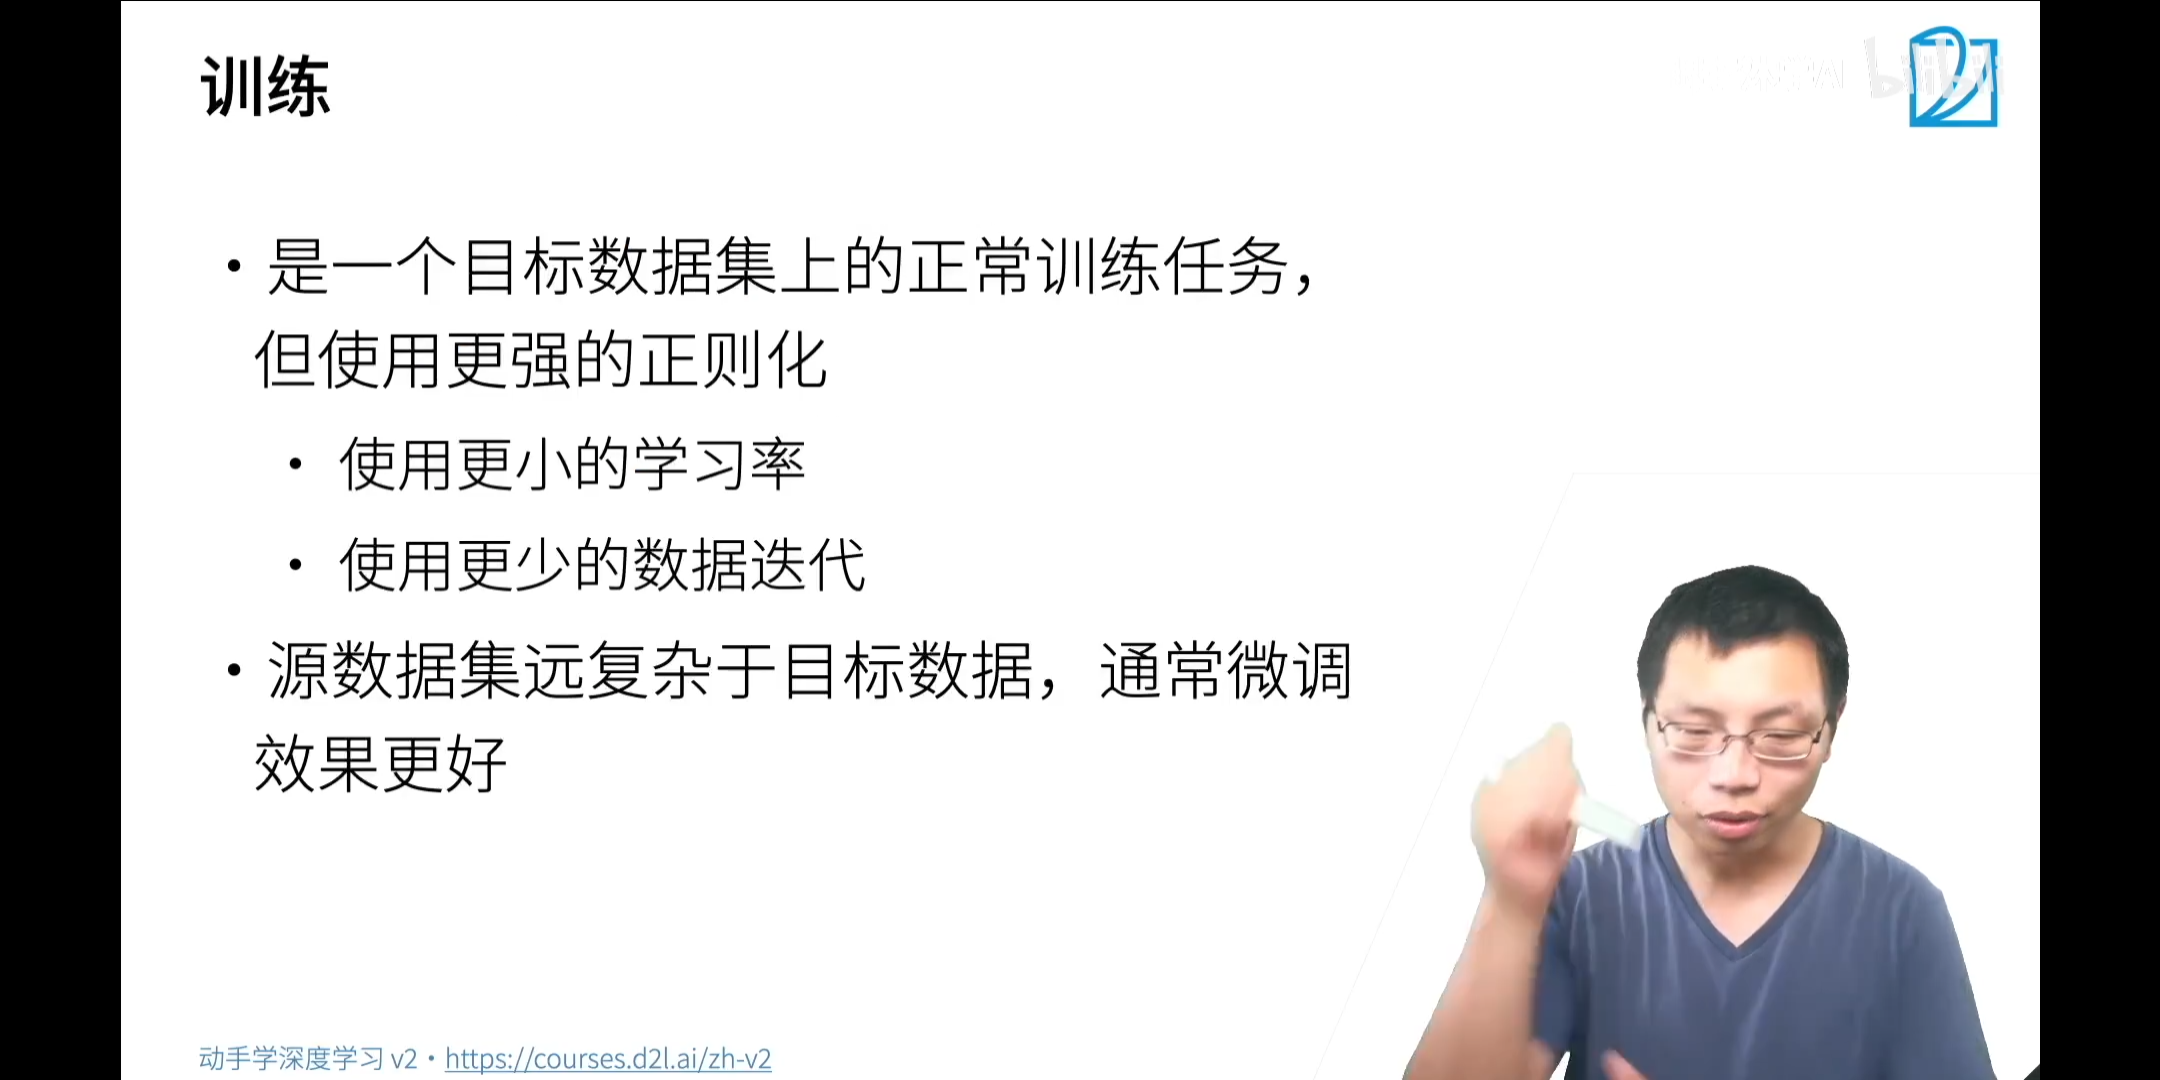 训练
bilibili
• 是一个目标数据集上的正常训练任务，
但使用更强的正则化
• 使用更小的学习率
• 使用更少的数据迭代
• 源数据集远复杂于目标数据，通常微调
效果更好
动手学深度学习 v2 • https://courses.d2l.ai/zh-v2